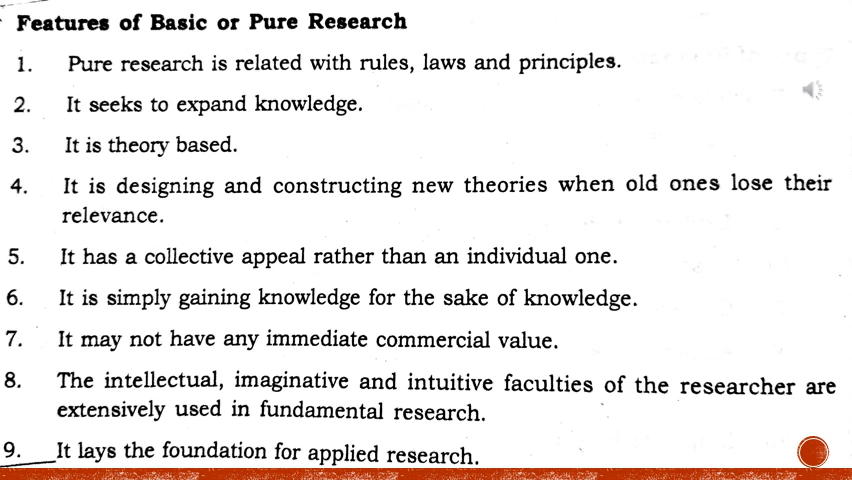 Features of Basic or Pure Research
1. Pure research is related with rules, laws and principles.
2. It seeks to expand knowledge.
3. It is theory based.
4. It is designing and constructing new theories when old ones lose their
relevance.
5. It has a collective appeal rather than an individual one.
6. It is simply gaining knowledge for the sake of knowledge.
7. It may not have any immediate commercial value.
8. The intellectual, imaginative and intuitive faculties of the researcher are
extensively used in fundamental research.
9. It lays the foundation for applied research.